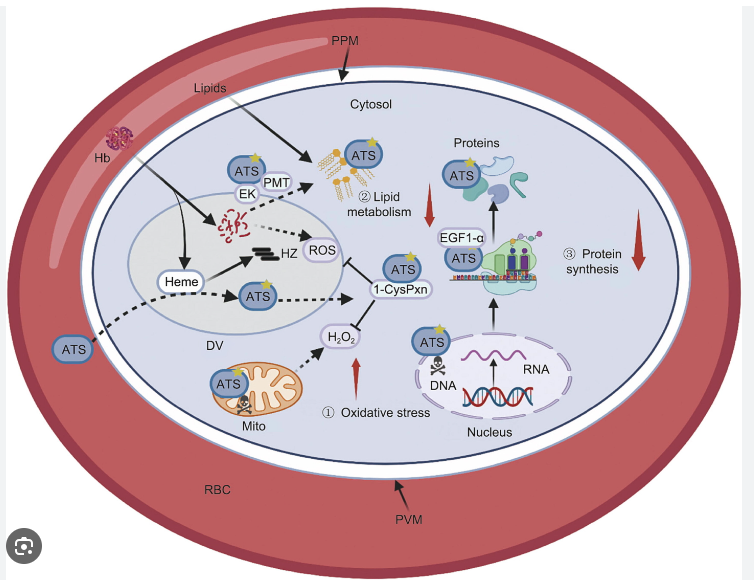 PPM
Lipids
Cytosol
Hb
Proteins
ATS
ATS
ATS
PMT
EK
② Lipid
metabolism
EGF1-α
ATS
③ Protein
synthesis
ROS
HZ
Heme
ATS
ATS
1-CysPxn
ATS
DV
H₂O₂
ATS
DNA
RNA
Nucleus
ATS
Mito
① Oxidative stress
RBC
PVM